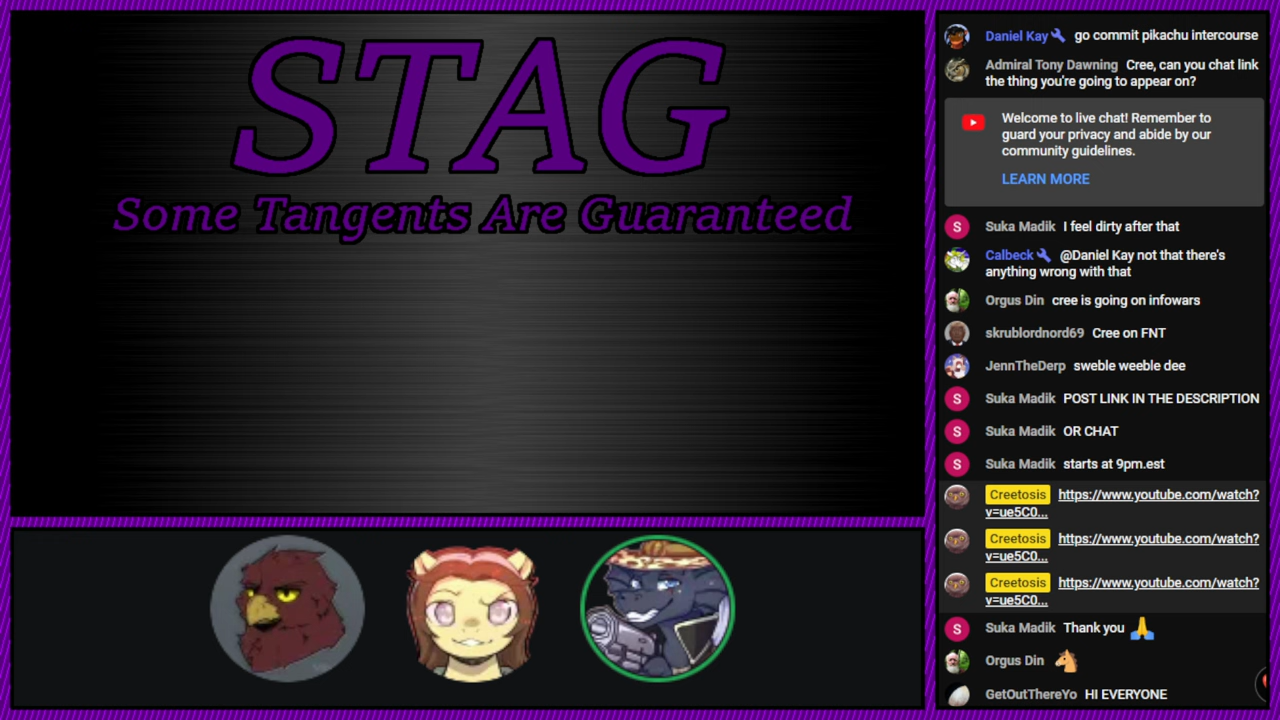 STAG
Some Tangents Are Guaranteed
Daniel Kay go commit pikachu intercourse
Admiral Tony Dawning Cree, can you chat link
the thing you're going to appear on?
Welcome to live chat! Remember to
guard your privacy and abide by our
community guidelines.
LEARN MORE
S Suka Madik I feel dirty after that
Calbeck @Daniel Kay not that there's
anything wrong with that
Orgus Din cree is going on infowars
skrublordnord69 Cree on FNT
JennTheDerp sweble weeble dee
S Suka Madik POST LINK IN THE DESCRIPTION
S Suka Madik OR CHAT
S Suka Madik starts at 9pm.est
Creetosis https://www.youtube.com/watch?
v=ue5C0...
Creetosis https://www.youtube.com/watch?
v=ue5C0...
Creetosis https://www.youtube.com/watch?
v=ue5C0...
S Suka Madik Thank you 🙏
Orgus Din 🐴
GetOutThereYo HI EVERYONE